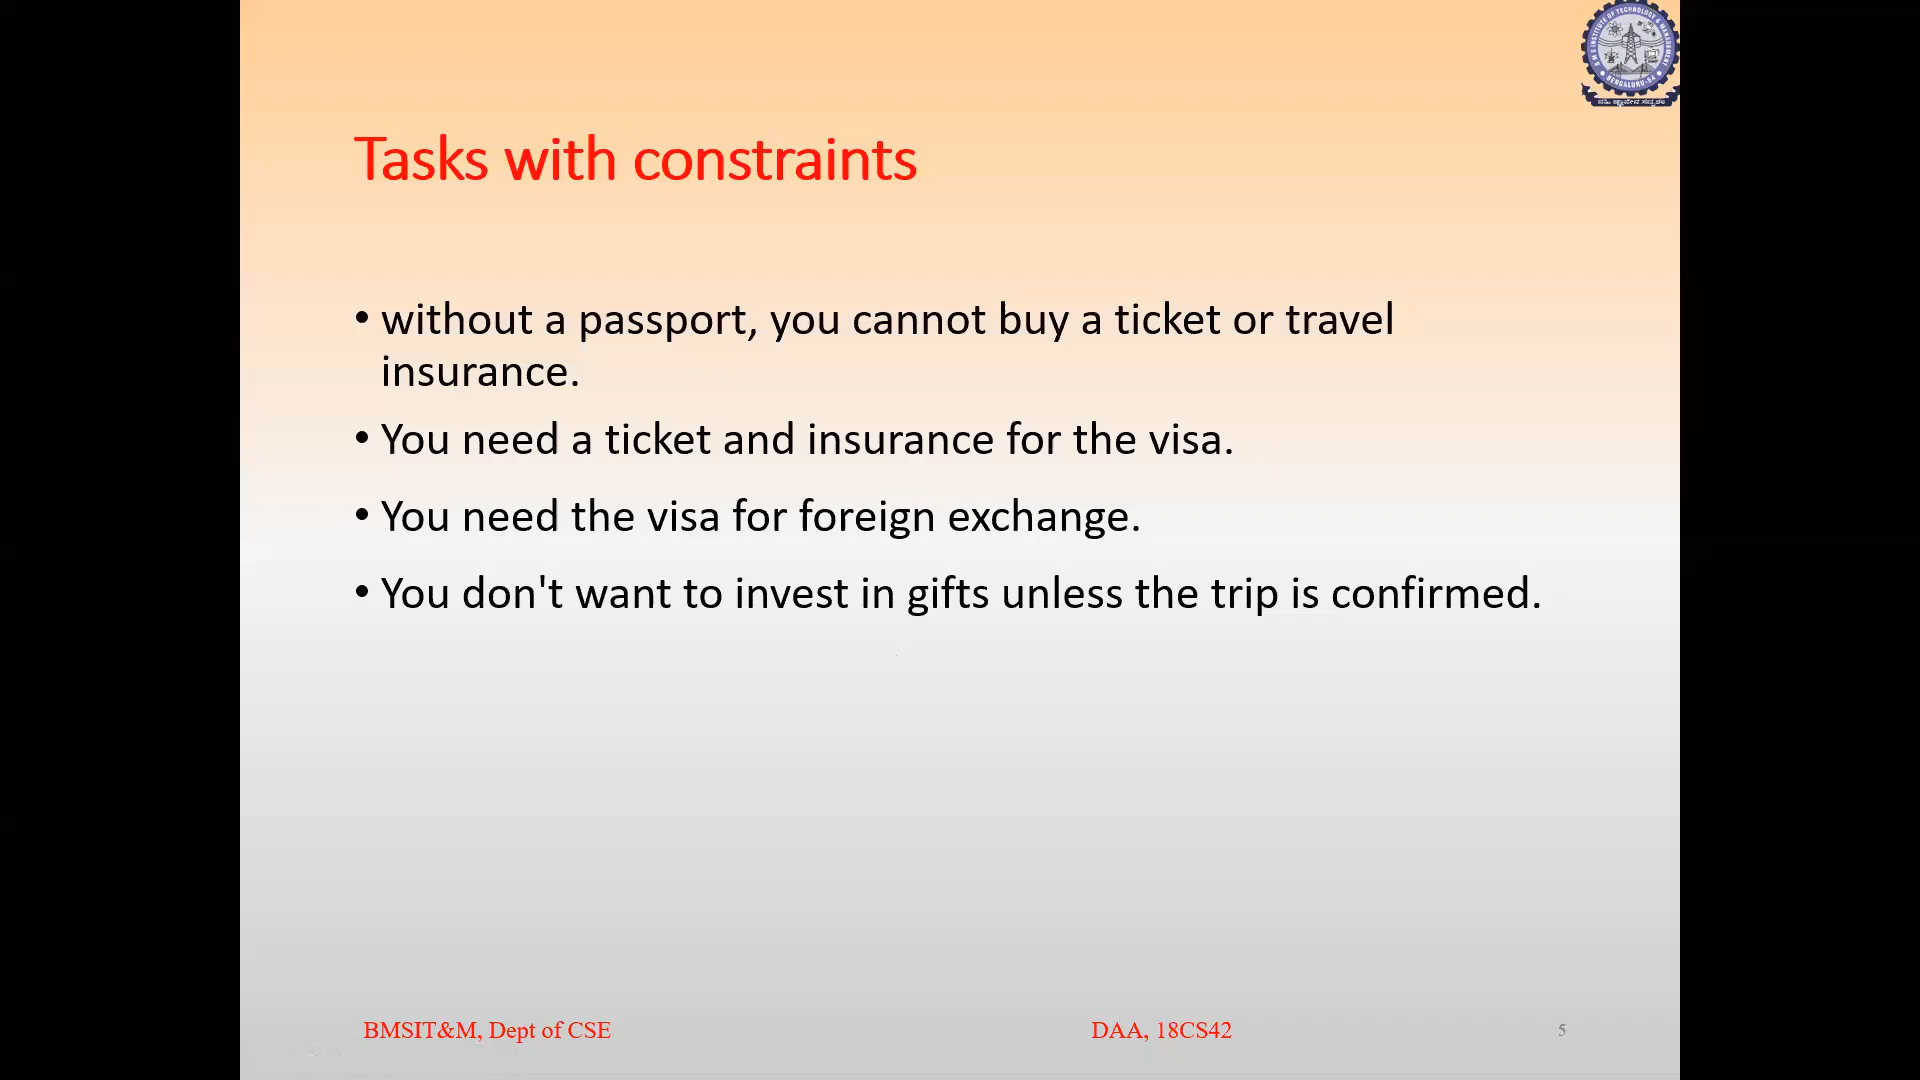 Tasks with constraints
• without a passport, you cannot buy a ticket or travel
insurance.
• You need a ticket and insurance for the visa.
• You need the visa for foreign exchange.
• You don't want to invest in gifts unless the trip is confirmed.
BMSIT&M, Dept of CSE
DAA, 18CS42
5